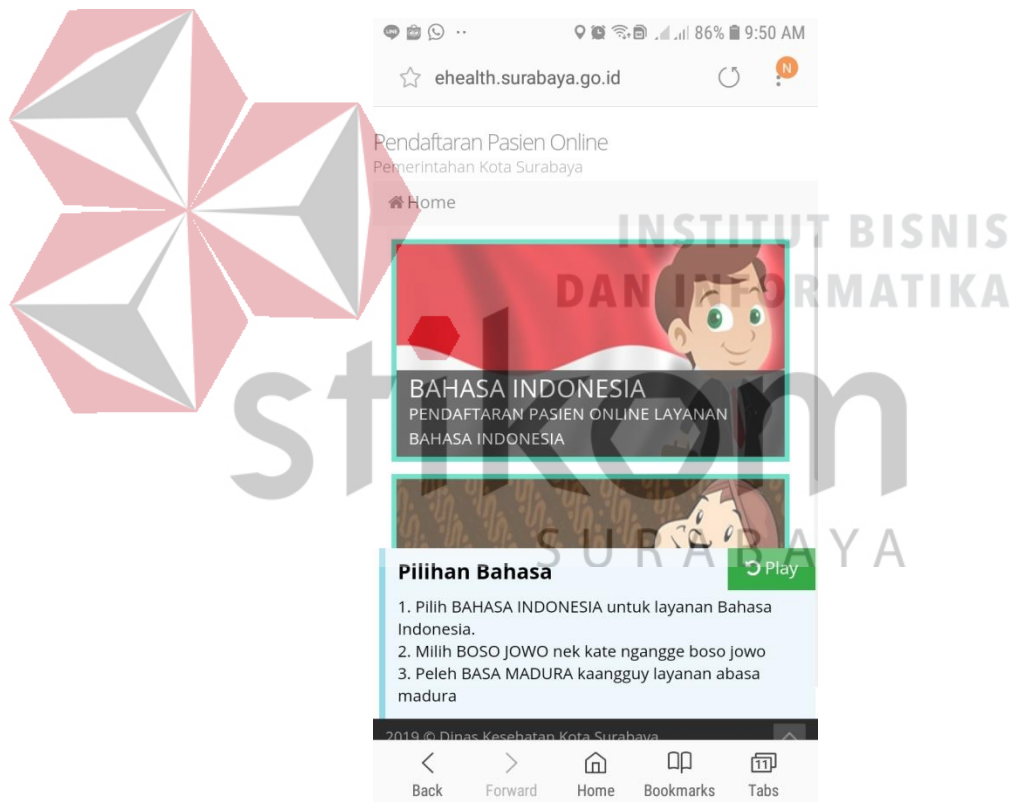 86% 9:50 AM
ehealth.surabaya.go.id
N
Pendaftaran Pasien Online
Pemerintahan Kota Surabaya
Home
INSTITUT BISNIS
DAN INFORMATIKA
BAHASA INDONESIA
PENDAFTARAN PASIEN ONLINE LAYANAN
BAHASA INDONESIA
stikom
SURABAYA
Pilihan Bahasa
Play
1. Pilih BAHASA INDONESIA untuk layanan Bahasa
Indonesia.
2. Milih BOSO JOWO nek kate ngangge boso jowo
3. Peleh BASA MADURA kaangguy layanan abasa
madura
2019 © Dinas Kesehatan Kota Surabaya
11
Back Forward Home Bookmarks Tabs